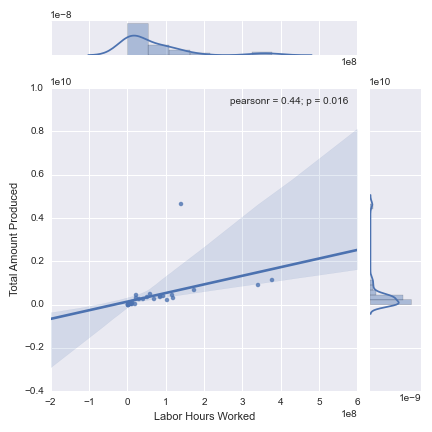 1e−8
1e8
1e10
1e10
pearsonr = 0.44; p = 0.016
1.0
0.8
0.6
0.4
0.2
0.0
−0.2
−0.4
Total Amount Produced
−2 −1 0 1 2 3 4 5 6
1e8
1e−9
Labor Hours Worked